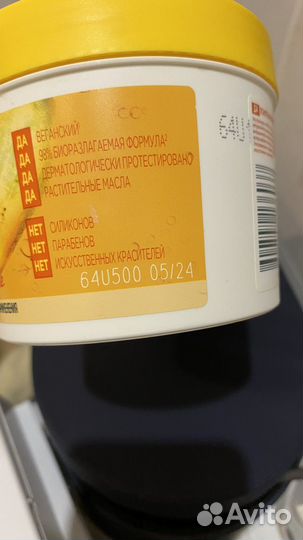 ДА ВЕГАНСКИЙ
ДА 98% БИОРАЗЛАГАЕМАЯ ФОРМУЛА²
ДА ДЕРМАТОЛОГИЧЕСКИ ПРОТЕСТИРОВАНО
ДА РАСТИТЕЛЬНЫЕ МАСЛА
НЕТ СИЛИКОНОВ
НЕТ ПАРАБЕНОВ
НЕТ ИСКУССТВЕННЫХ КРАСИТЕЛЕЙ
64U500 05/24
64U
Avito